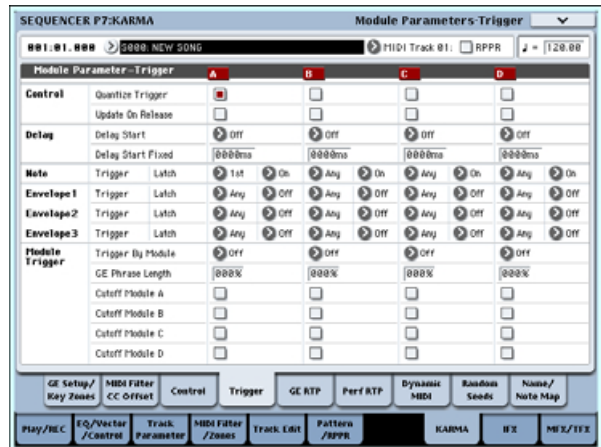 SEQUENCER P7:KARMA Module Parameters-Trigger
001:01.000 S000: NEW SONG MIDI Track 01: RPPR ♩ = 120.00
Module Parameter-Trigger A B C D
Control Quantize Trigger
Update On Release
Delay Delay Start Off Off Off Off
Delay Start Fixed 0000ms 0000ms 0000ms 0000ms
Note Trigger Latch 1st On Any On Any On Any On
Envelope1 Trigger Latch Any Off Any Off Any Off Any Off
Envelope2 Trigger Latch Any Off Any Off Any Off Any Off
Envelope3 Trigger Latch Any Off Any Off Any Off Any Off
Module Trigger Trigger By Module Off Off Off Off
GE Phrase Length 000% 000% 000% 000%
Cutoff Module A
Cutoff Module B
Cutoff Module C
Cutoff Module D
GE Setup/ Key Zones MIDI Filter CC Offset Control Trigger GE RTP Perf RTP Dynamic MIDI Random Seeds Name/ Note Map
Play/REC EQ/Vector /Control Track Parameter MIDI Filter /Zones Track Edit Pattern /RPPR KARMA IFX MFX/TFX